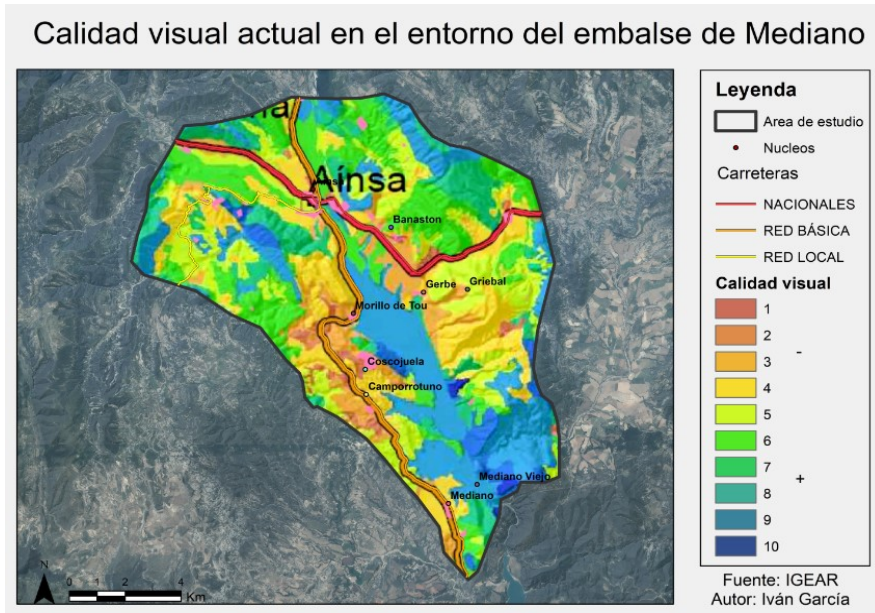 Calidad visual actual en el entorno del embalse de Mediano
Aínsa
Banaston
Gerbe
Griebal
Morillo de Tou
Coscojuela
Camporrotuno
Mediano Viejo
Mediano
N
0 1 2 4
Km
Leyenda
Area de estudio
Nucleos
Carreteras
NACIONALES
RED BÁSICA
RED LOCAL
Calidad visual
1
2
3
-
4
5
6
7
+
8
9
10
Fuente: IGEAR
Autor: Iván García